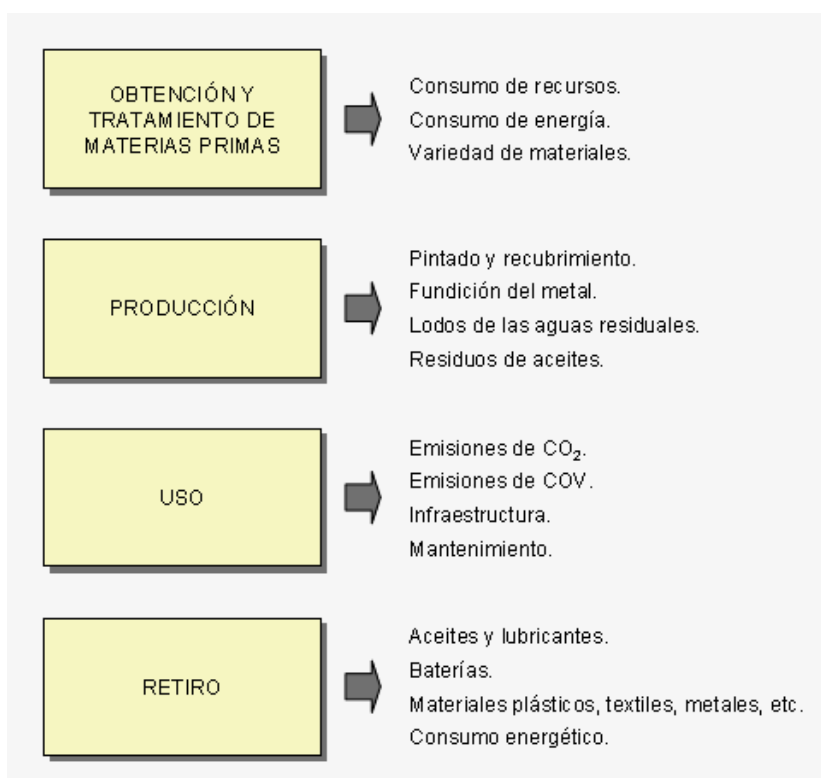 OBTENCIÓN Y
TRATAMIENTO DE
MATERIAS PRIMAS
Consumo de recursos.
Consumo de energía.
Variedad de materiales.
PRODUCCIÓN
Pintado y recubrimiento.
Fundición del metal.
Lodos de las aguas residuales.
Residuos de aceites.
USO
Emisiones de CO₂.
Emisiones de COV.
Infraestructura.
Mantenimiento.
RETIRO
Aceites y lubricantes.
Baterías.
Materiales plásticos, textiles, metales, etc.
Consumo energético.